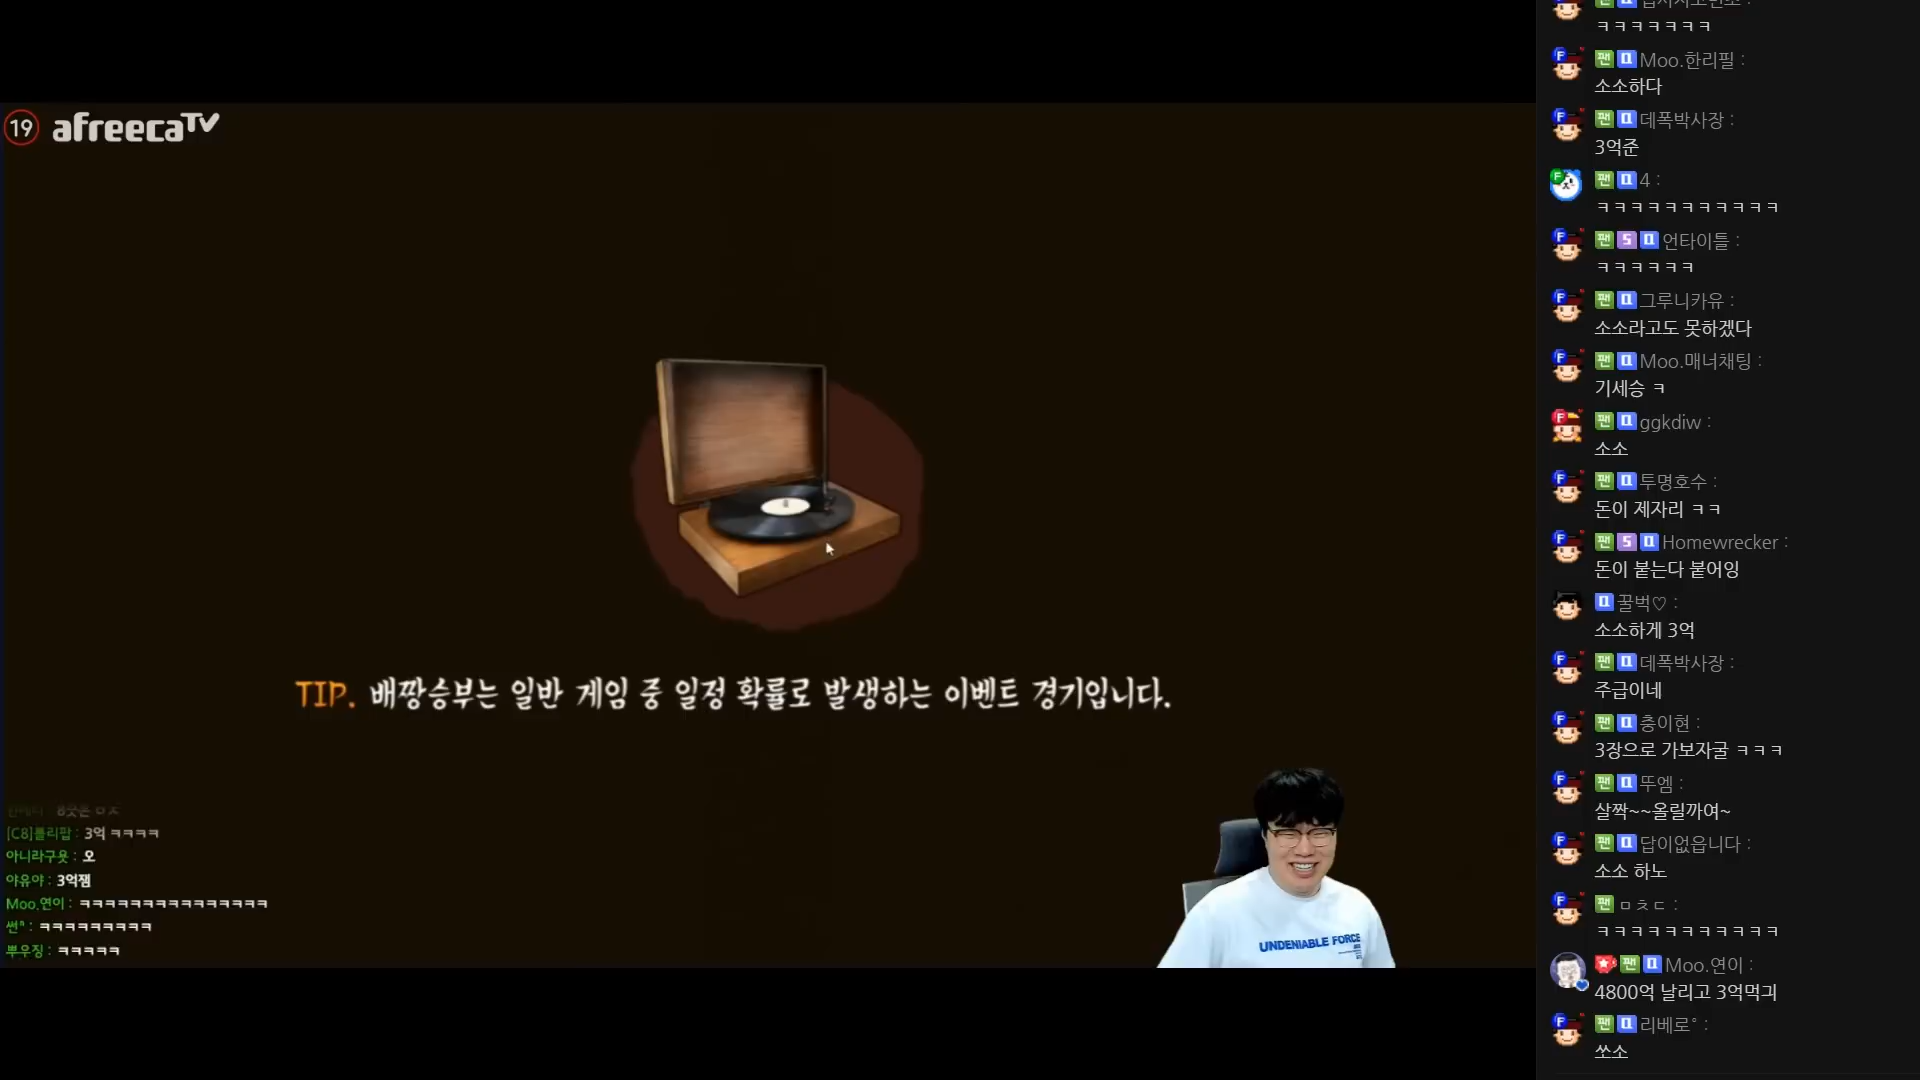 19 afreecaTV
TIP. 배짱승부는 일반 게임 중 일정 확률로 발생하는 이벤트 경기입니다.
[C8]롤리팝 : 3억 ㅋㅋㅋㅋ
아니라구욧 : 오
야유야 : 3억잼
Moo.연이 : ㅋㅋㅋㅋㅋㅋㅋㅋㅋㅋㅋㅋㅋㅋㅋ
썬ⁿ : ㅋㅋㅋㅋㅋㅋㅋㅋㅋ
뿌우징 : ㅋㅋㅋㅋㅋ
UNDENIABLE FORCE
ㅋㅋㅋㅋㅋㅋㅋ
팬 Moo.한리필 :
소소하다
팬 데폭박사장 :
3억준
팬 4 :
ㅋㅋㅋㅋㅋㅋㅋㅋㅋㅋㅋ
팬 S 언타이틀 :
ㅋㅋㅋㅋㅋㅋ
팬 그루니카유 :
소소라고도 못하겠다
팬 Moo.매너채팅 :
기세승 ㅋ
팬 ggkdiw :
소소
팬 투명호수 :
돈이 제자리 ㅋㅋ
팬 S Homewrecker :
돈이 붙는다 붙어잉
꿀벅♡ :
소소하게 3억
팬 데폭박사장 :
주급이네
팬 충이현 :
3장으로 가보자굴 ㅋㅋㅋ
팬 뚜엠 :
살짝~~올릴까여~
팬 답이없읍니다 :
소소 하노
팬 ㅁㅊㄷ :
ㅋㅋㅋㅋㅋㅋㅋㅋㅋㅋㅋ
팬 Moo.연이 :
4800억 날리고 3억먹긔
팬 리베로° :
쏘소